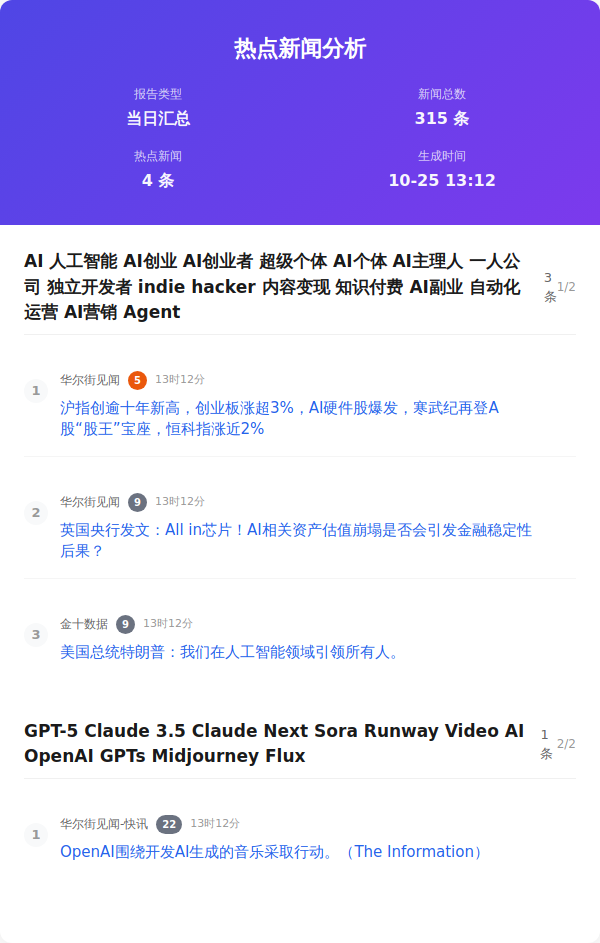 热点新闻分析
报告类型
新闻总数
当日汇总
315 条
热点新闻
生成时间
4 条
10-25 13:12
AI 人工智能 AI创业 AI创业者 超级个体 AI个体 AI主理人 一人公
司 独立开发者 indie hacker 内容变现 知识付费 AI副业 自动化
运营 AI营销 Agent
3
条
1/2
1
华尔街见闻 5 13时12分
沪指创逾十年新高，创业板涨超3%，AI硬件股爆发，寒武纪再登A
股“股王”宝座，恒科指涨近2%
2
华尔街见闻 9 13时12分
英国央行发文：All in芯片！AI相关资产估值崩塌是否会引发金融稳定性
后果？
3
金十数据 9 13时12分
美国总统特朗普：我们在人工智能领域引领所有人。
GPT-5 Claude 3.5 Claude Next Sora Runway Video AI
OpenAI GPTs Midjourney Flux
1
条
2/2
1
华尔街见闻-快讯 22 13时12分
OpenAI围绕开发AI生成的音乐采取行动。（The Information）